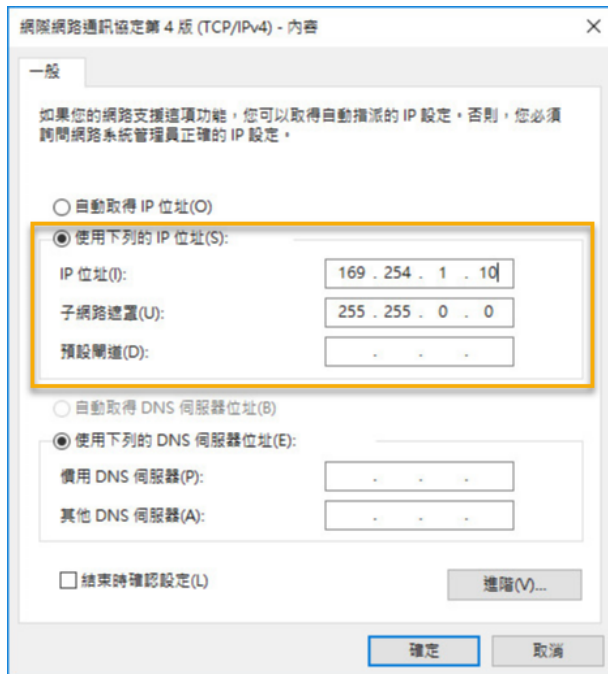 網際網路通訊協定第 4 版 (TCP/IPv4) - 內容
一般
如果您的網路支援這項功能，您可以取得自動指派的 IP 設定。否則，您必須
詢問網路系統管理員正確的 IP 設定。
自動取得 IP 位址(O)
使用下列的 IP 位址(S):
IP 位址(I): 169 . 254 . 1 . 10
子網路遮罩(U): 255 . 255 . 0 . 0
預設閘道(D): . . .
自動取得 DNS 伺服器位址(B)
使用下列的 DNS 伺服器位址(E):
慣用 DNS 伺服器(P): . . .
其他 DNS 伺服器(A): . . .
結束時確認設定(L)
進階(V)...
確定
取消